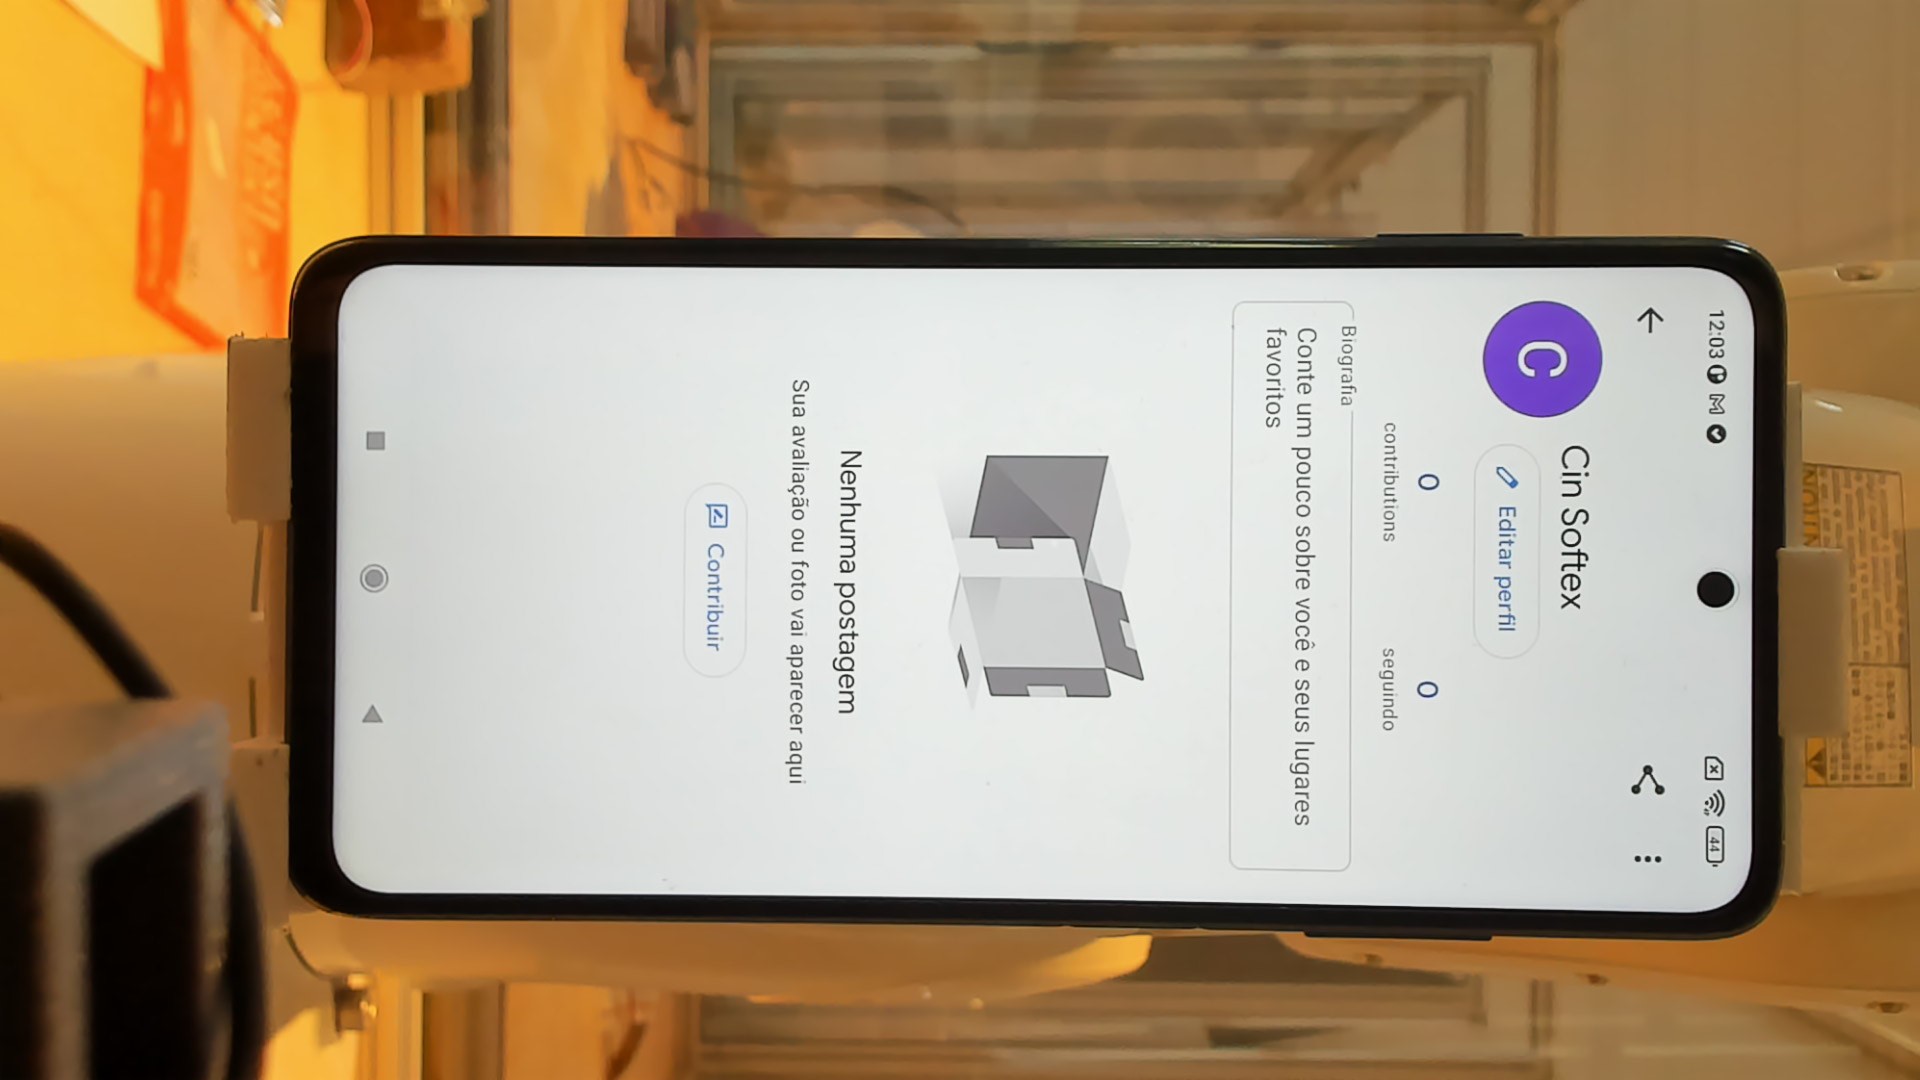 12:03
44
C
Cin Softex
Editar perfil
0
contributions
0
seguindo
Biografia
Conte um pouco sobre você e seus lugares
favoritos
Nenhuma postagem
Sua avaliação ou foto vai aparecer aqui
Contribuir